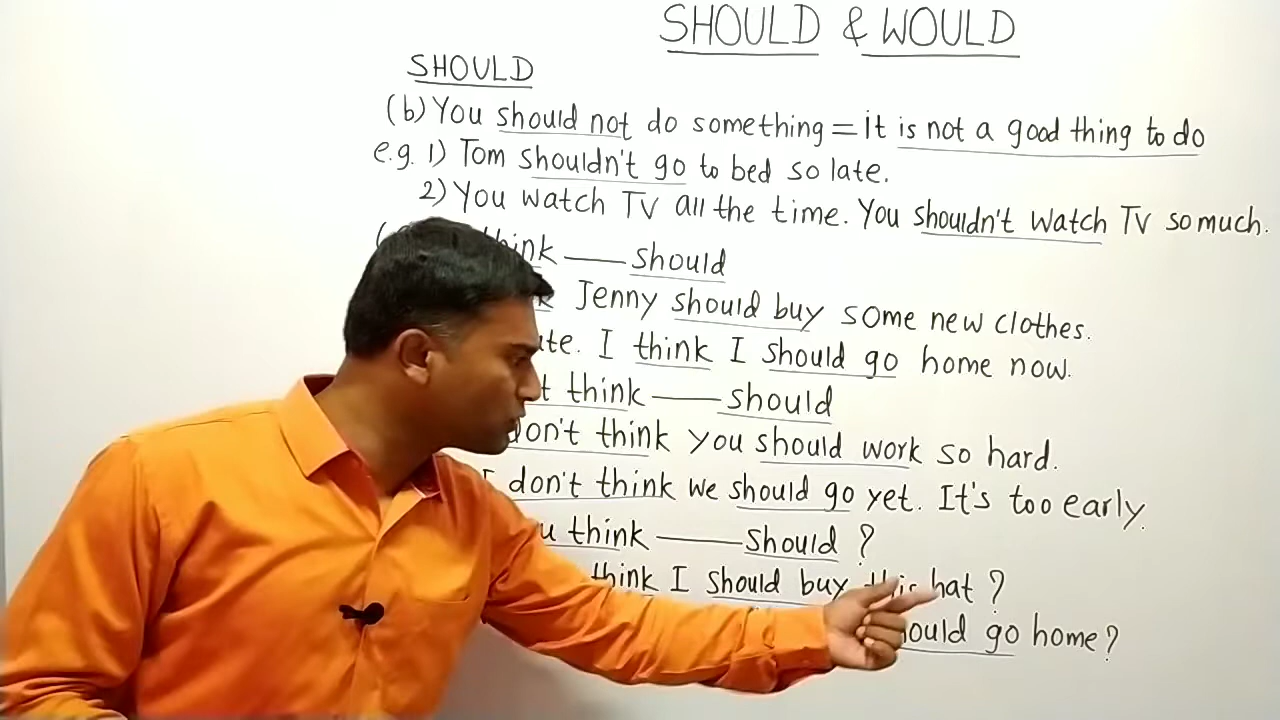 SHOULD & WOULD
SHOULD
(b) You should not do something = it is not a good thing to do
e.g. 1) Tom shouldn't go to bed so late.
2) You watch TV all the time. You shouldn't watch TV so much.
think —— should
Jenny should buy some new clothes.
I think I should go home now.
think —— should
don't think you should work so hard.
I don't think we should go yet. It's too early.
think —— should ?
think I should buy this hat ?
go home?